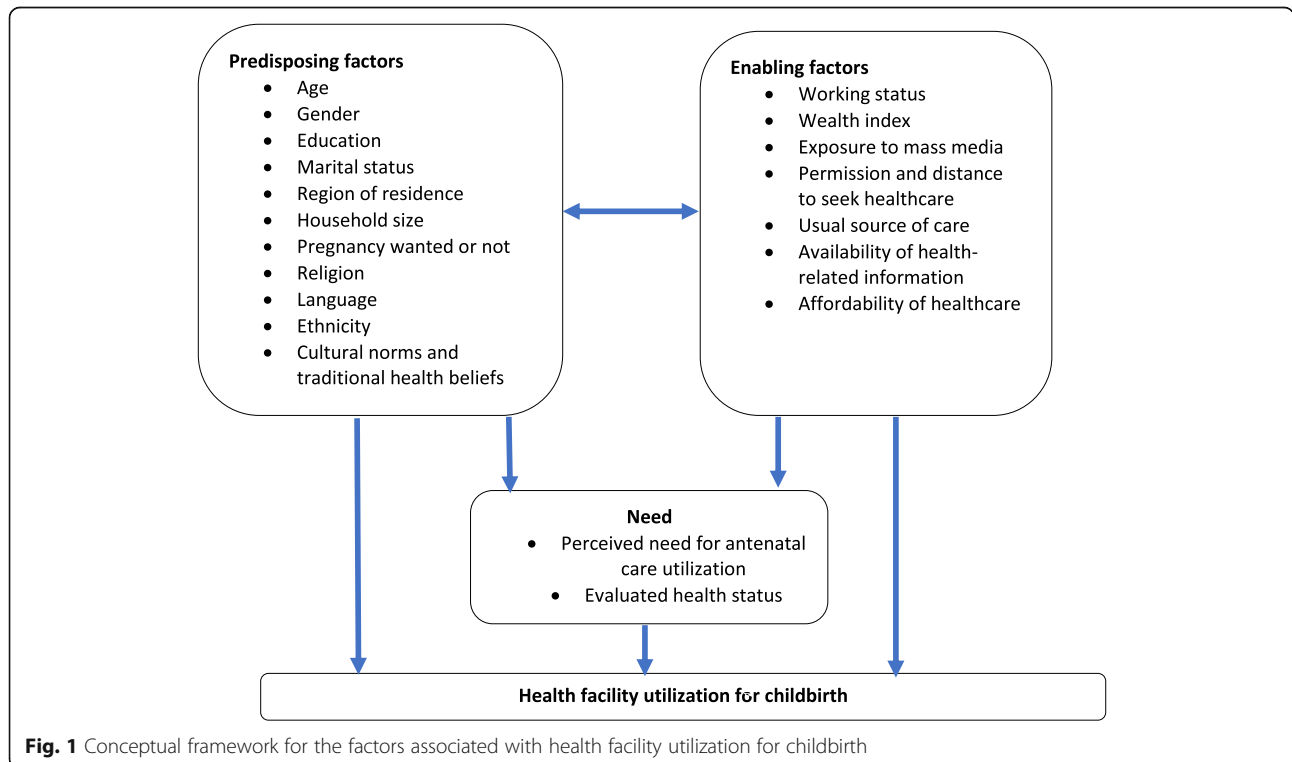 Predisposing factors
• Age
• Gender
• Education
• Marital status
• Region of residence
• Household size
• Pregnancy wanted or not
• Religion
• Language
• Ethnicity
• Cultural norms and
traditional health beliefs
Enabling factors
• Working status
• Wealth index
• Exposure to mass media
• Permission and distance
to seek healthcare
• Usual source of care
• Availability of health-
related information
• Affordability of healthcare
Need
• Perceived need for antenatal
care utilization
• Evaluated health status
Health facility utilization for childbirth
Fig. 1 Conceptual framework for the factors associated with health facility utilization for childbirth